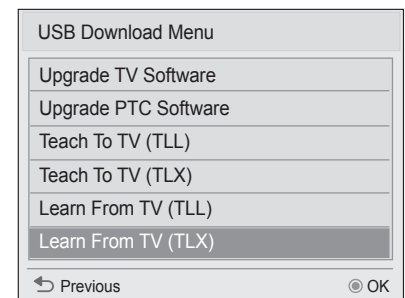 USB Download Menu
Upgrade TV Software
Upgrade PTC Software
Teach To TV (TLL)
Teach To TV (TLX)
Learn From TV (TLL)
Learn From TV (TLX)
Previous
OK